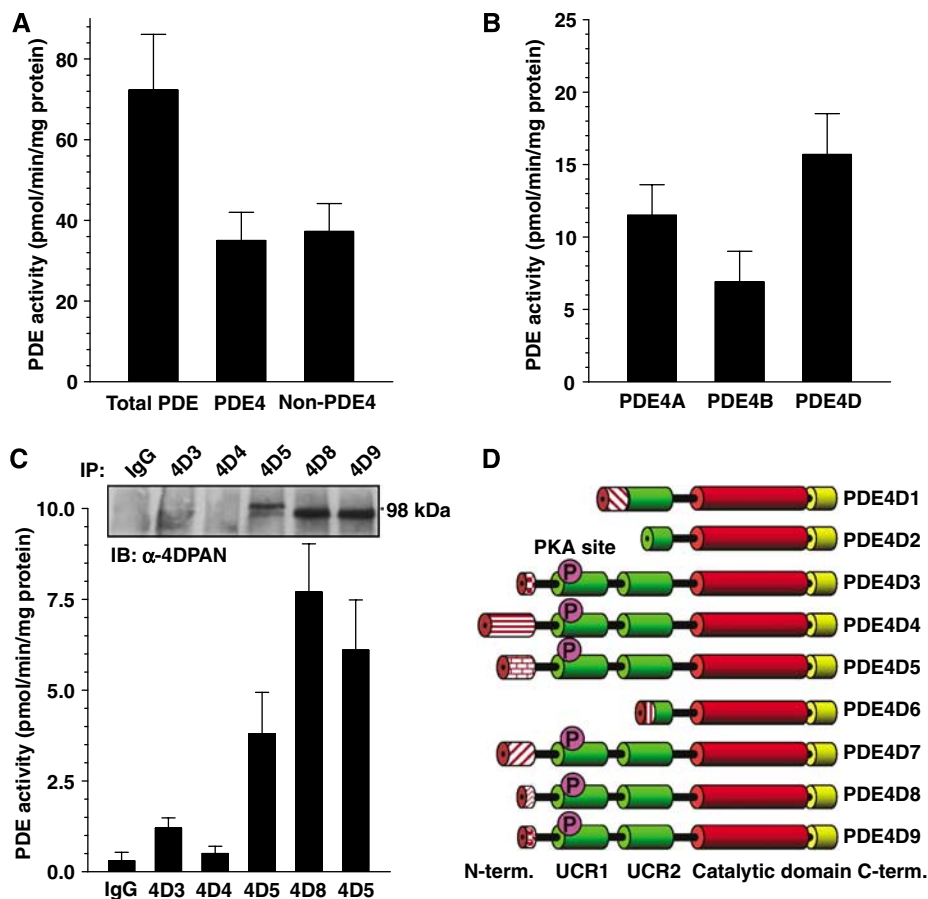 A
PDE activity (pmol/min/mg protein)
80
60
40
20
0
Total PDE PDE4 Non-PDE4
B
PDE activity (pmol/min/mg protein)
25
20
15
10
5
0
PDE4A PDE4B PDE4D
C
IP: IgG 4D3 4D4 4D5 4D8 4D9
98 kDa
IB: α-4DPAN
PDE activity (pmol/min/mg protein)
10.0
7.5
5.0
2.5
0.0
IgG 4D3 4D4 4D5 4D8 4D5
D
PDE4D1
PDE4D2
PKA site
P PDE4D3
P PDE4D4
P PDE4D5
PDE4D6
P PDE4D7
P PDE4D8
P PDE4D9
N-term. UCR1 UCR2 Catalytic domain C-term.